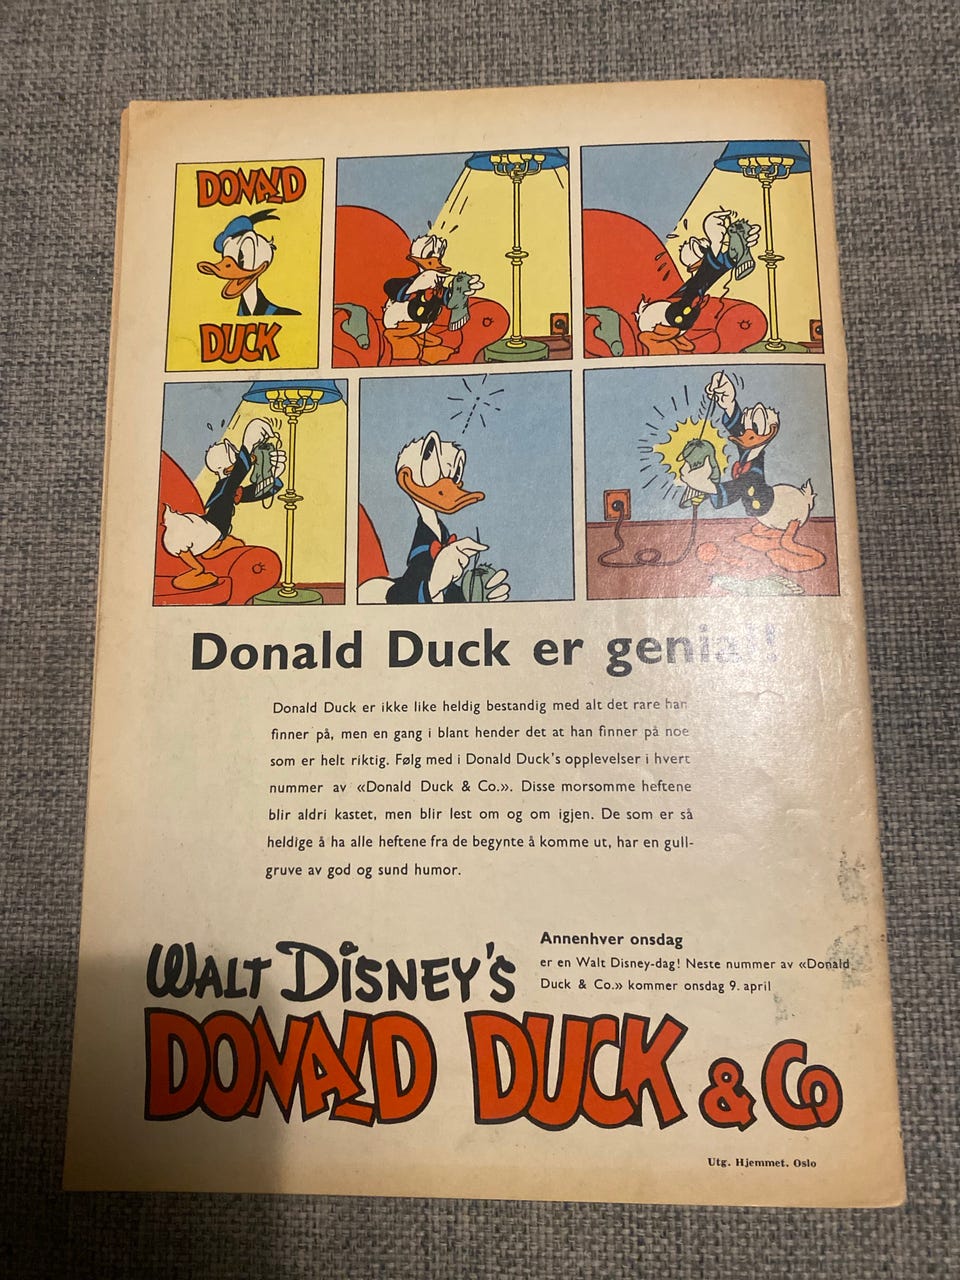 DONALD
DUCK
Donald Duck er genial!
Donald Duck er ikke like heldig bestandig med alt det rare han
finner på, men en gang i blant hender det at han finner på noe
som er helt riktig. Følg med i Donald Duck's opplevelser i hvert
nummer av «Donald Duck & Co.». Disse morsomme heftene
blir aldri kastet, men blir lest om og om igjen. De som er så
heldige å ha alle heftene fra de begynte å komme ut, har en gull-
gruve av god og sund humor.
Annenhver onsdag
er en Walt Disney-dag! Neste nummer av «Donald
Duck & Co.» kommer onsdag 9. april
WALT DISNEY'S
DONALD DUCK & Co
Utg. Hjemmet, Oslo